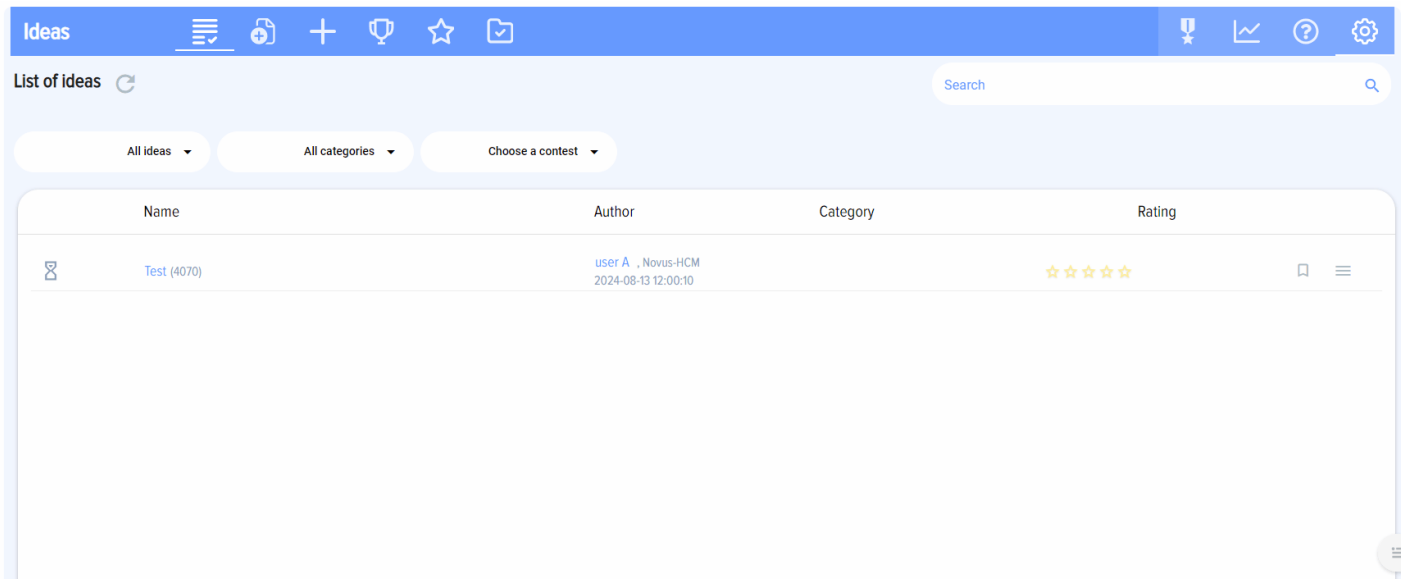 Ideas
List of ideas
Search
All ideas
All categories
Choose a contest
Name Author Category Rating
Test (4070)
user A , Novus-HCM
2024-08-13 12:00:10